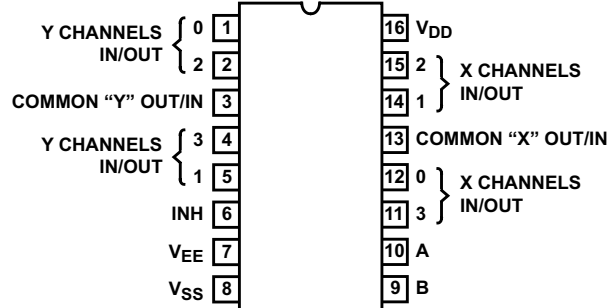 Y CHANNELS IN/OUT
0 1
2 2
COMMON “Y” OUT/IN 3
Y CHANNELS IN/OUT
3 4
1 5
INH 6
VEE 7
VSS 8
16 VDD
15 2
14 1
X CHANNELS IN/OUT
13 COMMON “X” OUT/IN
12 0
11 3
X CHANNELS IN/OUT
10 A
9 B